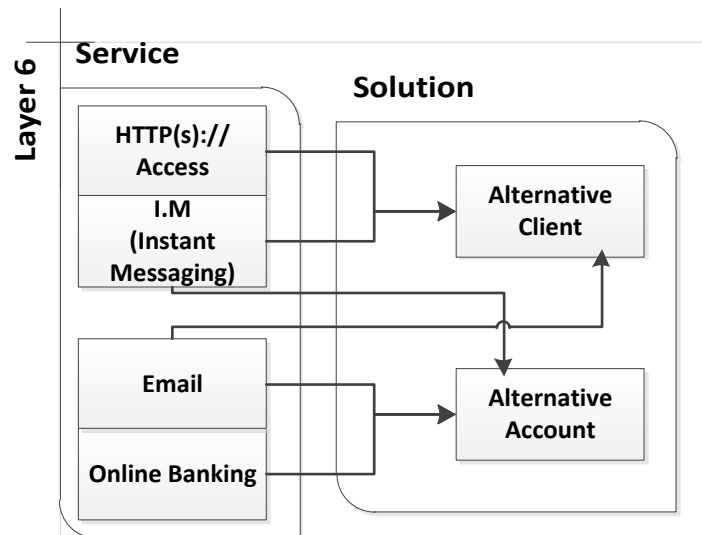 Layer 6
Service
HTTP(s)://
Access
I.M
(Instant
Messaging)
Email
Online Banking
Solution
Alternative
Client
Alternative
Account